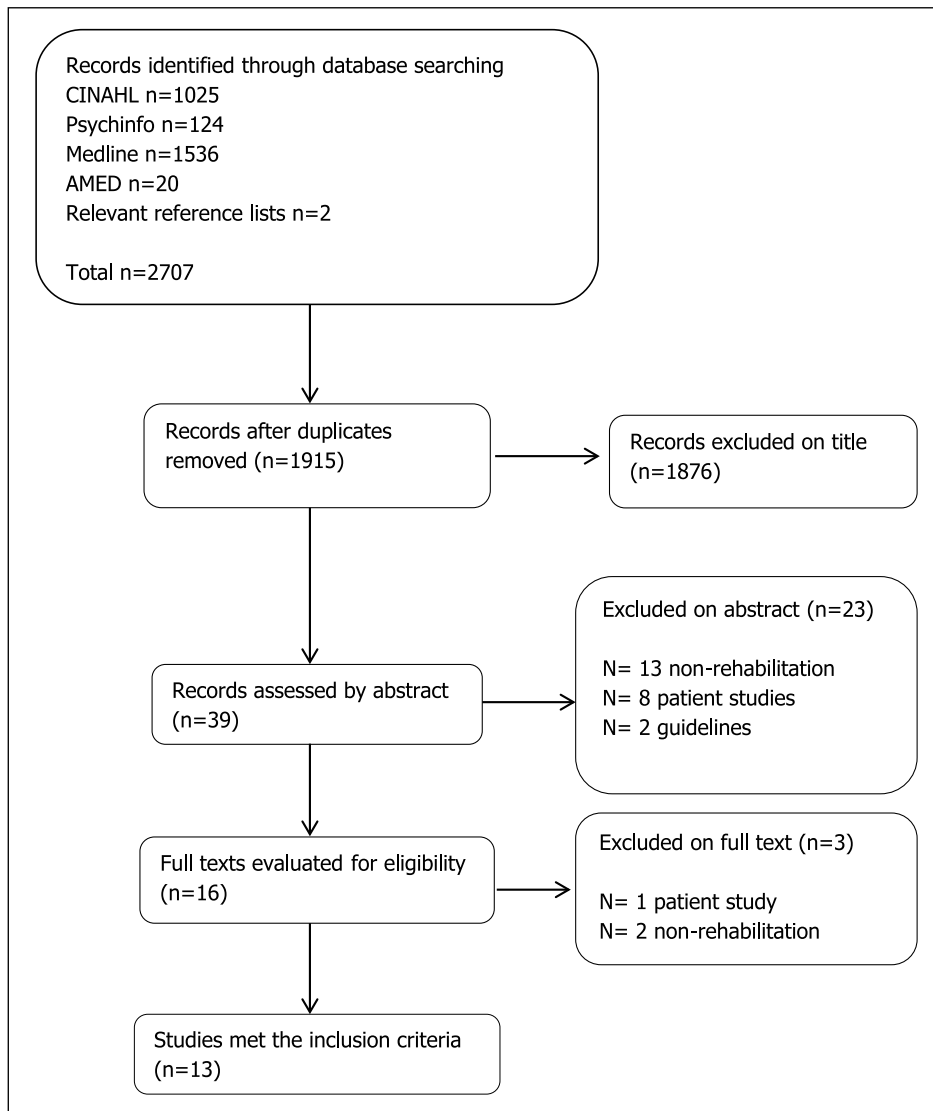 Records identified through database searching
CINAHL n=1025
Psychinfo n=124
Medline n=1536
AMED n=20
Relevant reference lists n=2
Total n=2707
Records after duplicates
removed (n=1915)
Records excluded on title
(n=1876)
Excluded on abstract (n=23)
N= 13 non-rehabilitation
N= 8 patient studies
N= 2 guidelines
Records assessed by abstract
(n=39)
Excluded on full text (n=3)
N= 1 patient study
N= 2 non-rehabilitation
Full texts evaluated for eligibility
(n=16)
Studies met the inclusion criteria
(n=13)